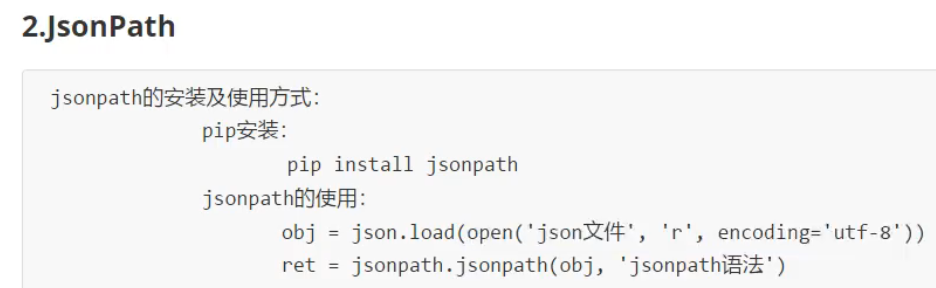 2.JsonPath
jsonpath的安装及使用方式：
pip安装：
pip install jsonpath
jsonpath的使用：
obj = json.load(open('json文件', 'r', encoding='utf-8'))
ret = jsonpath.jsonpath(obj, 'jsonpath语法')